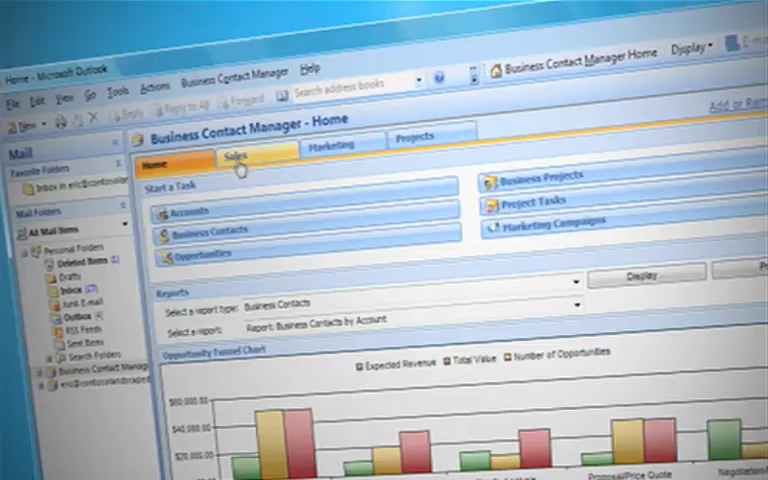 Home - Microsoft Outlook
File Edit View Go Tools Actions Business Contact Manager Help
New Reply Reply to All Forward Search address books Business Contact Manager Home Display E-m
Mail
Business Contact Manager - Home
Add or Rem
Favorite Folders
Home Sales Marketing Projects
Inbox in eric@contosolan
Start a Task
Mail Folders
Accounts Business Projects
All Mail Items
Business Contacts Project Tasks
Opportunities Marketing Campaigns
Personal Folders
Deleted Items (1)
Drafts
Inbox (27)
Junk E-mail
Outbox
RSS Feeds
Sent Items
Search Folders
Business Contact Manag
eric@contosolandscaped
Reports
Select a report type: Business Contacts Display
Select a report: Report: Business Contacts by Account
Opportunity Funnel Chart
Expected Revenue Total Value Number of Opportunities
$60,000.00
$40,000.00
$20,000.00
Proposal/Price Quote
Negotiation/